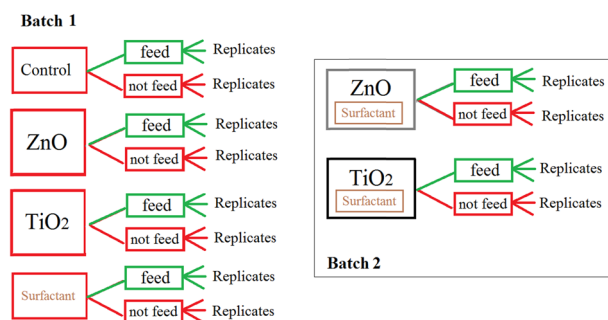 Batch 1
Control
feed
Replicates
not feed
Replicates
ZnO
feed
Replicates
not feed
Replicates
TiO2
feed
Replicates
not feed
Replicates
Surfactant
feed
Replicates
not feed
Replicates
ZnO
Surfactant
feed
Replicates
not feed
Replicates
TiO2
Surfactant
feed
Replicates
not feed
Replicates
Batch 2